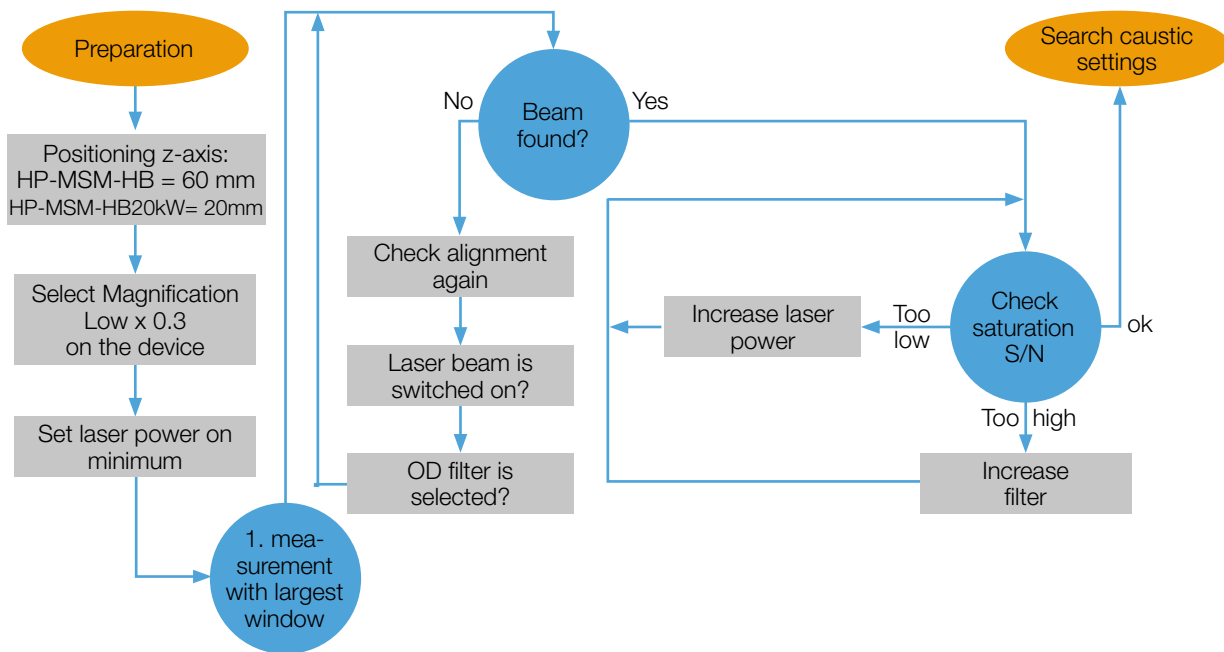 Preparation
Positioning z-axis:
HP-MSM-HB = 60 mm
HP-MSM-HB20kW= 20mm
Select Magnification
Low x 0.3
on the device
Set laser power on
minimum
1. mea-
surement
with largest
window
Beam
found?
No
Yes
Check alignment
again
Laser beam is
switched on?
OD filter is
selected?
Check
saturation
S/N
Too
low
Increase laser
power
Too high
Increase
filter
ok
Search caustic
settings